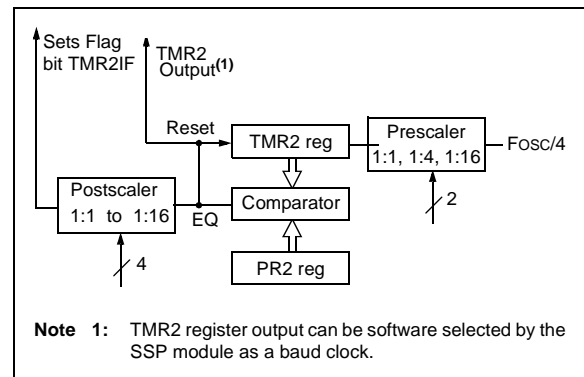 Sets Flag
bit TMR2IF
TMR2
Output(1)
Reset
TMR2 reg
Prescaler
1:1, 1:4, 1:16
FOSC/4
2
Postscaler
1:1 to 1:16
EQ
Comparator
4
PR2 reg
Note 1: TMR2 register output can be software selected by the
SSP module as a baud clock.